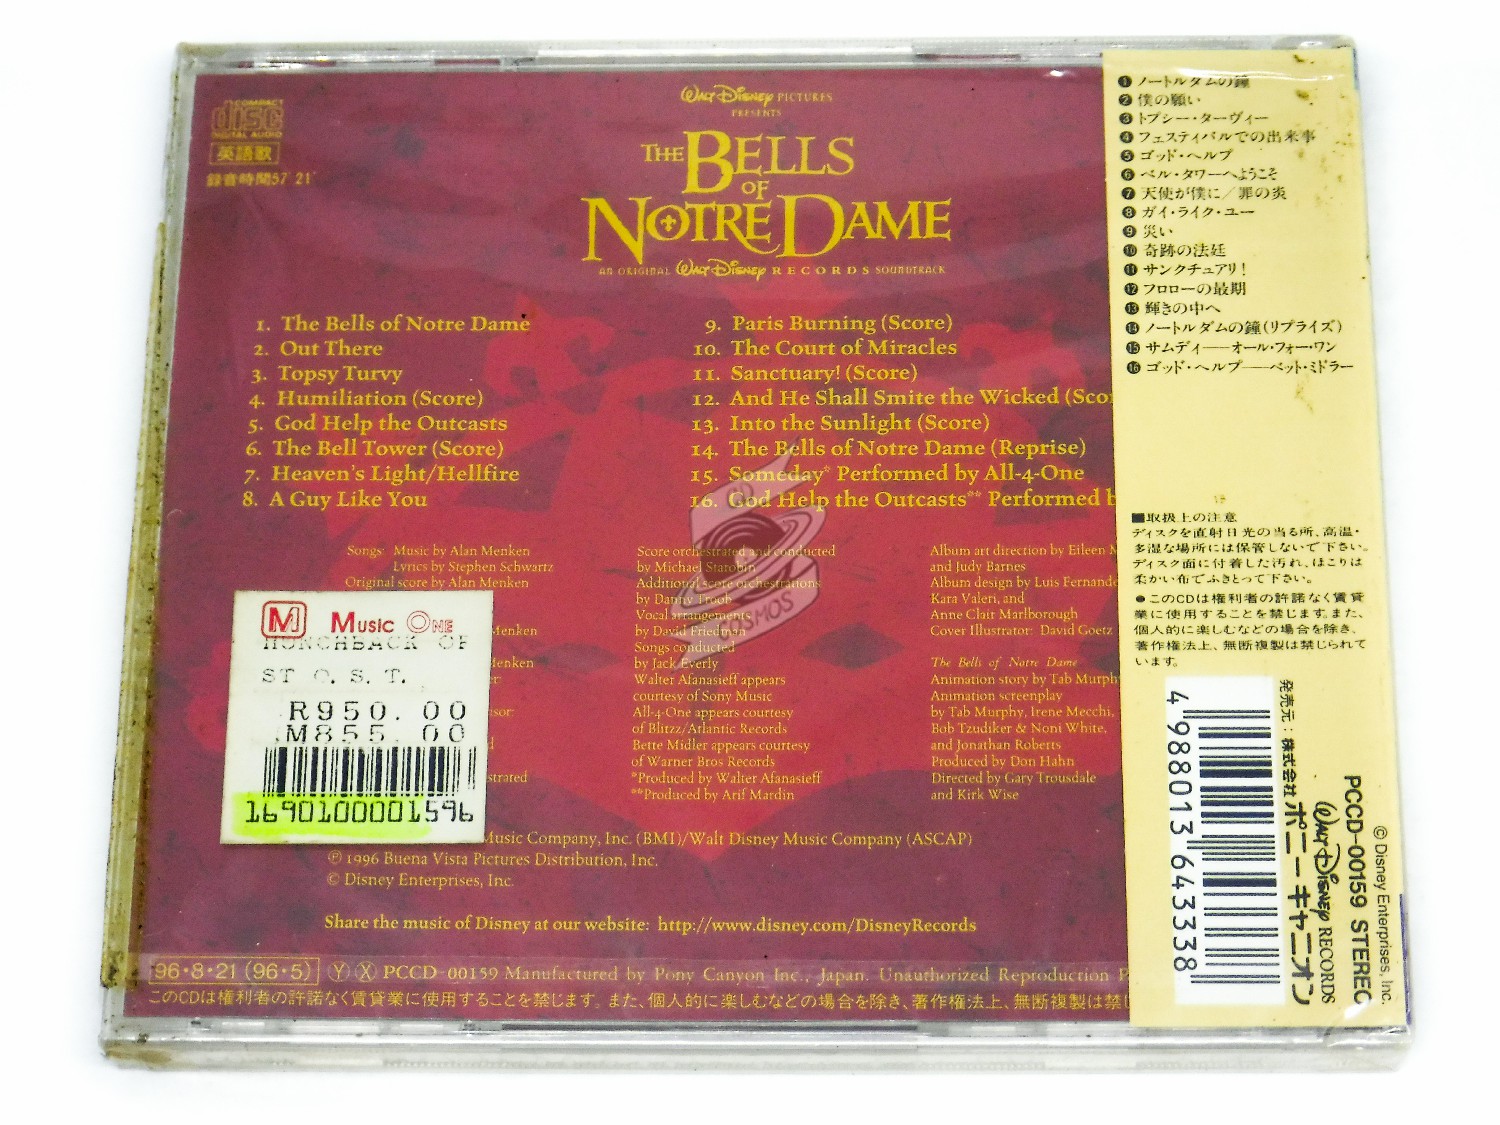 WALT DISNEY PICTURES
PRESENTS
THE BELLS
OF
NOTRE DAME
AN ORIGINAL WALT DISNEY RECORDS SOUNDTRACK
COMPACT
disc
DIGITAL AUDIO
英語歌
録音時間57'21"
1. The Bells of Notre Dame
2. Out There
3. Topsy Turvy
4. Humiliation (Score)
5. God Help the Outcasts
6. The Bell Tower (Score)
7. Heaven's Light/Hellfire
8. A Guy Like You
9. Paris Burning (Score)
10. The Court of Miracles
11. Sanctuary! (Score)
12. And He Shall Smite the Wicked (Sco
13. Into the Sunlight (Score)
14. The Bells of Notre Dame (Reprise)
15. Someday* Performed by All-4-One
16. God Help the Outcasts** Performed b
Songs: Music by Alan Menken
Lyrics by Stephen Schwartz
Original score by Alan Menken
Menken
Menken
Score orchestrated and conducted
by Michael Starobin
Additional score orchestrations
by Danny Troob
Vocal arrangements
by David Friedman
Songs conducted
by Jack Everly
Walter Afanasieff appears
courtesy of Sony Music
All-4-One appears courtesy
of Blitzz/Atlantic Records
Bette Midler appears courtesy
of Warner Bros Records
*Produced by Walter Afanasieff
**Produced by Arif Mardin
Album art direction by Eileen
and Judy Barnes
Album design by Luis Fernando
Kara Valeri, and
Anne Clair Marlborough
Cover Illustrator: David Goetz
The Bells of Notre Dame
Animation story by Tab Murphy
Animation screenplay
by Tab Murphy, Irene Mecchi,
Bob Tzudiker & Noni White,
and Jonathan Roberts
Produced by Don Hahn
Directed by Gary Trousdale
and Kirk Wise
CD
COSMOS
M Music One
HUNCHBACK OF
ST O.S.T.
R950.00
M855.00
1690100001596
Music Company, Inc. (BMI)/Walt Disney Music Company (ASCAP)
℗ 1996 Buena Vista Pictures Distribution, Inc.
© Disney Enterprises, Inc.
Share the music of Disney at our website: http://www.disney.com/DisneyRecords
96・8・21 (96・5) Ⓨ Ⓧ PCCD-00159 Manufactured by Pony Canyon Inc., Japan. Unauthorized Reproduction P
このCDは権利者の許諾なく賃貸業に使用することを禁じます。また、個人的に楽しむなどの場合を除き、著作権法上、無断複製は禁じ
❶ ノートルダムの鐘
❷ 僕の願い
❸ トプシー・ターヴィー
❹ フェスティバルでの出来事
❺ ゴッド・ヘルプ
❻ ベル・タワーへようこそ
❼ 天使が僕に／罪の炎
❽ ガイ・ライク・ユー
❾ 災い
❿ 奇跡の法廷
⓫ サンクチュアリ!
⓬ フロローの最期
⓭ 輝きの中へ
⓮ ノートルダムの鐘(リプライズ)
⓯ サムデイ──オール・フォー・ワン
⓰ ゴッド・ヘルプ──ベット・ミドラー
■取扱上の注意
ディスクを直射日光の当る所、高温・
多湿な場所には保管しないで下さい。
ディスク面に付着した汚れ、ほこりは
柔かい布でふきとって下さい。
●このCDは権利者の許諾なく賃貸
業に使用することを禁じます。また、
個人的に楽しむなどの場合を除き、
著作権法上、無断複製は禁じられて
います。
4988013643338
発売元：株式会社ポニーキャニオン
WALT DISNEY RECORDS
PCCD-00159 STEREO
© Disney Enterprises, Inc.